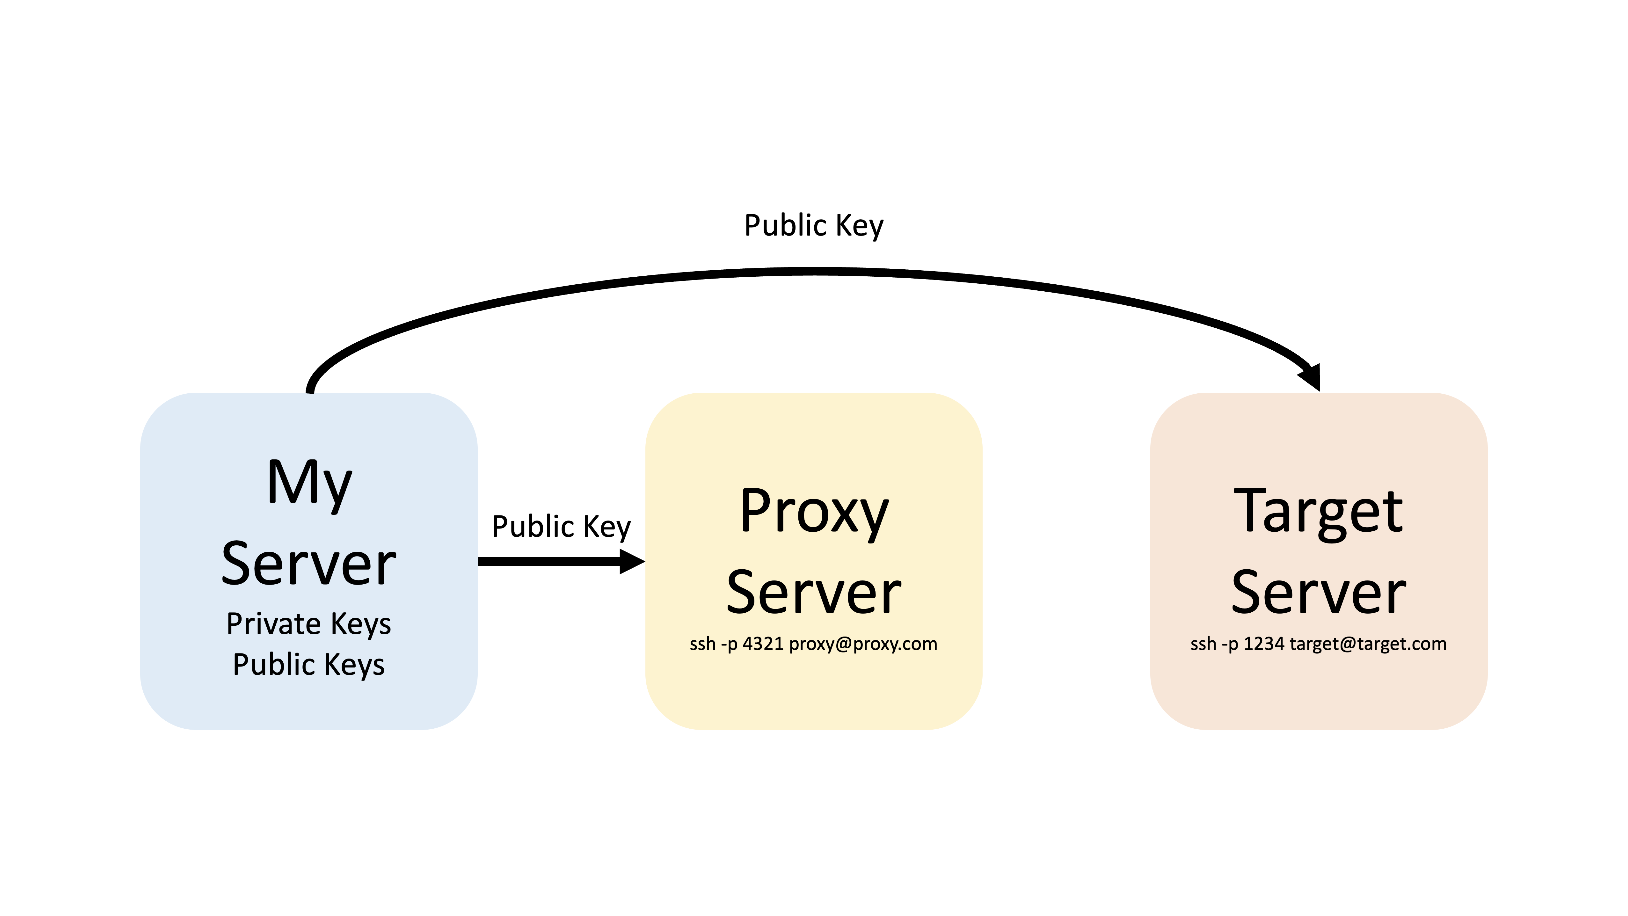 Public Key
My
Server
Private Keys
Public Keys
Public Key
Proxy
Server
ssh -p 4321 proxy@proxy.com
Target
Server
ssh -p 1234 target@target.com